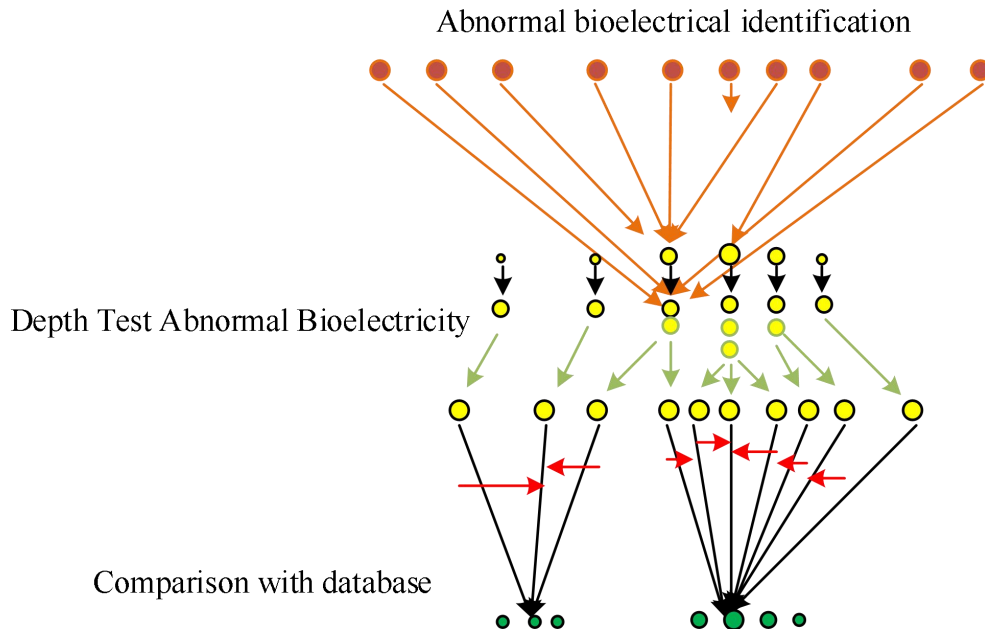 Abnormal bioelectrical identification
Depth Test Abnormal Bioelectricity
Comparison with database